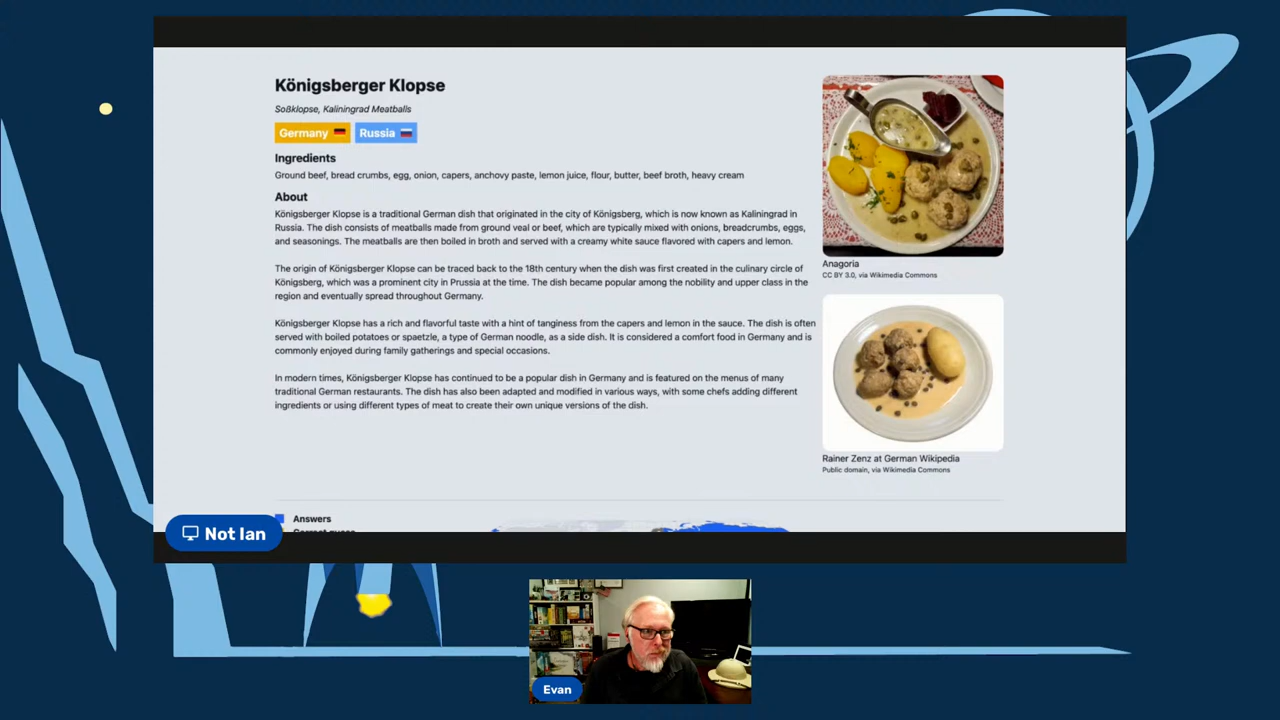 Königsberger Klopse
Soßklopse, Kaliningrad Meatballs
Germany
Russia
Ingredients
Ground beef, bread crumbs, egg, onion, capers, anchovy paste, lemon juice, flour, butter, beef broth, heavy cream
About
Königsberger Klopse is a traditional German dish that originated in the city of Königsberg, which is now known as Kaliningrad in
Russia. The dish consists of meatballs made from ground veal or beef, which are typically mixed with onions, breadcrumbs, eggs,
and seasonings. The meatballs are then boiled in broth and served with a creamy white sauce flavored with capers and lemon.
The origin of Königsberger Klopse can be traced back to the 18th century when the dish was first created in the culinary circle of
Königsberg, which was a prominent city in Prussia at the time. The dish became popular among the nobility and upper class in the
region and eventually spread throughout Germany.
Königsberger Klopse has a rich and flavorful taste with a hint of tanginess from the capers and lemon in the sauce. The dish is often
served with boiled potatoes or spaetzle, a type of German noodle, as a side dish. It is considered a comfort food in Germany and is
commonly enjoyed during family gatherings and special occasions.
In modern times, Königsberger Klopse has continued to be a popular dish in Germany and is featured on the menus of many
traditional German restaurants. The dish has also been adapted and modified in various ways, with some chefs adding different
ingredients or using different types of meat to create their own unique versions of the dish.
Anagoria
CC BY 3.0, via Wikimedia Commons
Rainer Zenz at German Wikipedia
Public domain, via Wikimedia Commons
Answers
Not Ian
Evan